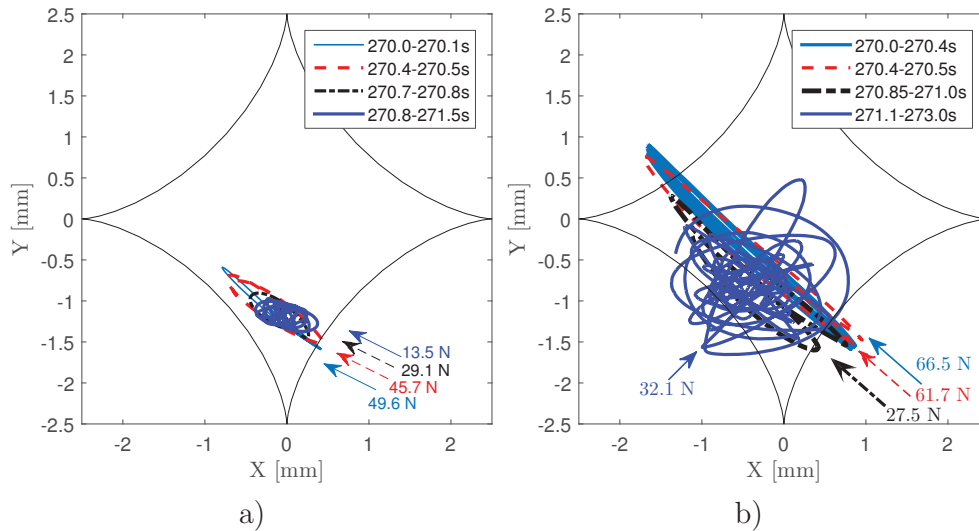 2.5
2
1.5
1
0.5
0
-0.5
-1
-1.5
-2
-2.5
Y [mm]
-2 -1 0 1 2
X [mm]
270.0-270.1s
270.4-270.5s
270.7-270.8s
270.8-271.5s
13.5 N
29.1 N
45.7 N
49.6 N
a)
2.5
2
1.5
1
0.5
0
-0.5
-1
-1.5
-2
-2.5
Y [mm]
-2 -1 0 1 2
X [mm]
270.0-270.4s
270.4-270.5s
270.85-271.0s
271.1-273.0s
66.5 N
32.1 N
61.7 N
27.5 N
b)